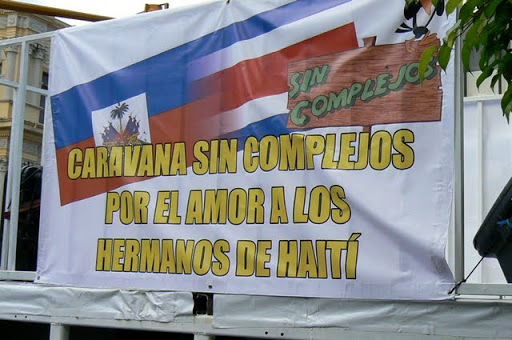 SIN
COMPLEJOS
CARAVANA SIN COMPLEJOS
POR EL AMOR A LOS
HERMANOS DE HAITÍ